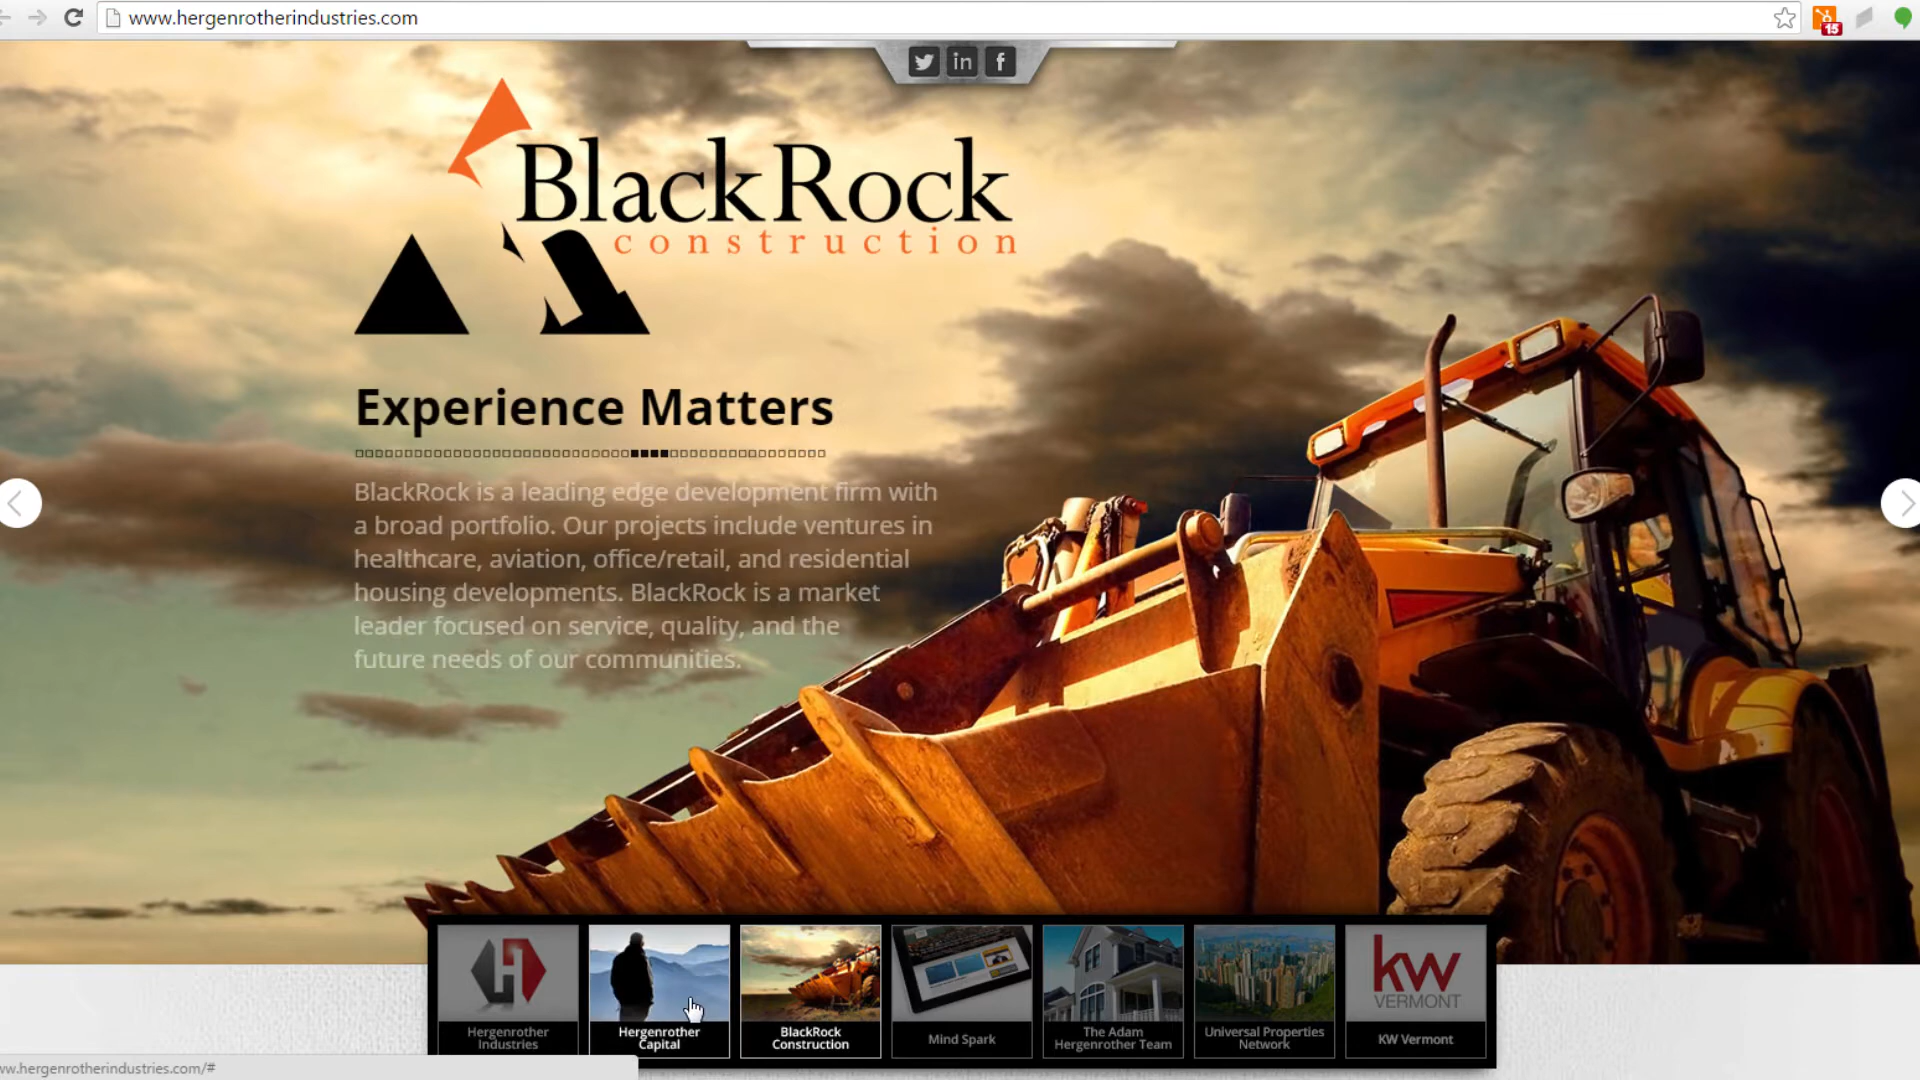 www.hergenrotherindustries.com
15
in
f
BlackRock
construction
Experience Matters
BlackRock is a leading edge development firm with
a broad portfolio. Our projects include ventures in
healthcare, aviation, office/retail, and residential
housing developments. BlackRock is a market
leader focused on service, quality, and the
future needs of our communities.
H
kw
VERMONT
Hergenrother
Industries
Hergenrother
Capital
BlackRock
Construction
Mind Spark
The Adam
Hergenrother Team
Universal Properties
Network
KW Vermont
ww.hergenrotherindustries.com/#